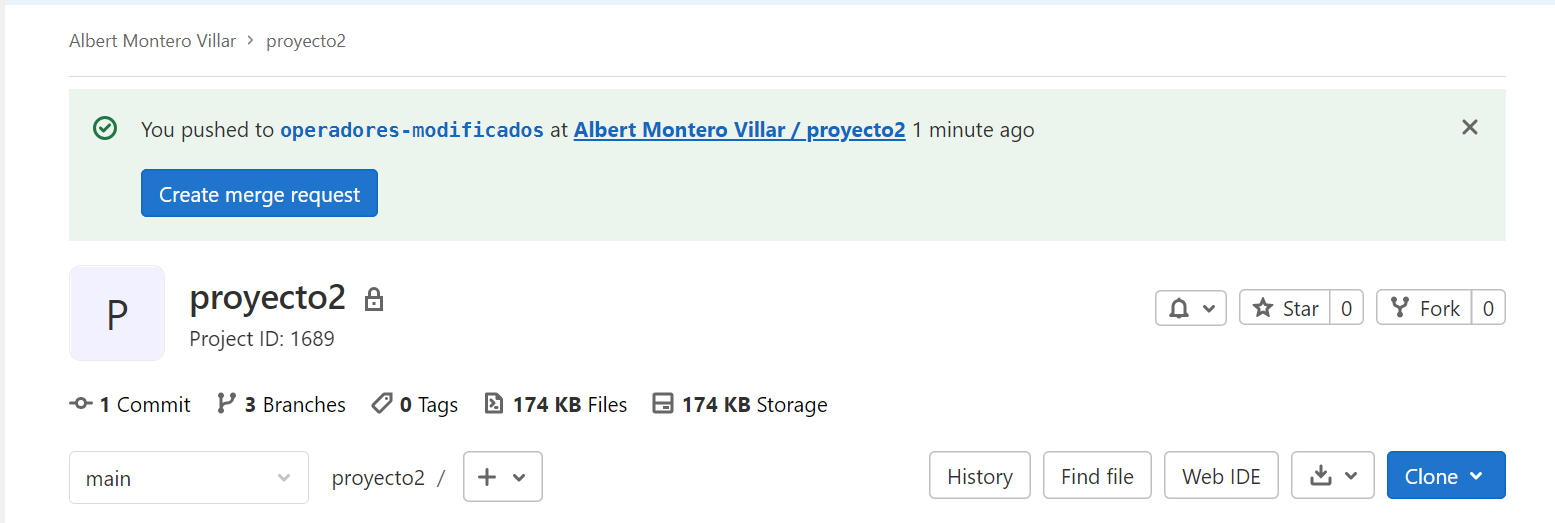 Albert Montero Villar > proyecto2
You pushed to operadores-modificados at Albert Montero Villar / proyecto2 1 minute ago
Create merge request
P
proyecto2
Project ID: 1689
Star 0
Fork 0
1 Commit 3 Branches 0 Tags 174 KB Files 174 KB Storage
main proyecto2 / + History Find file Web IDE Clone